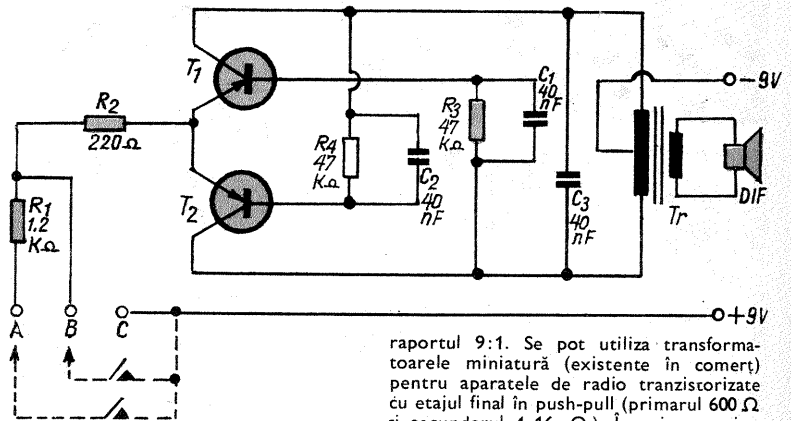 T1
R2
220 Ω
R1
1.2
KΩ
T2
R4
47
KΩ
C2
40
nF
R3
47
KΩ
C1
40
nF
C3
40
nF
−9V
DIF
Tr
A
B
C
+9V
raportul 9:1. Se pot utiliza transforma-
toarele miniatură (existente în comerț)
pentru aparatele de radio tranzistorizate
cu etajul final în push-pull (primarul 600 Ω